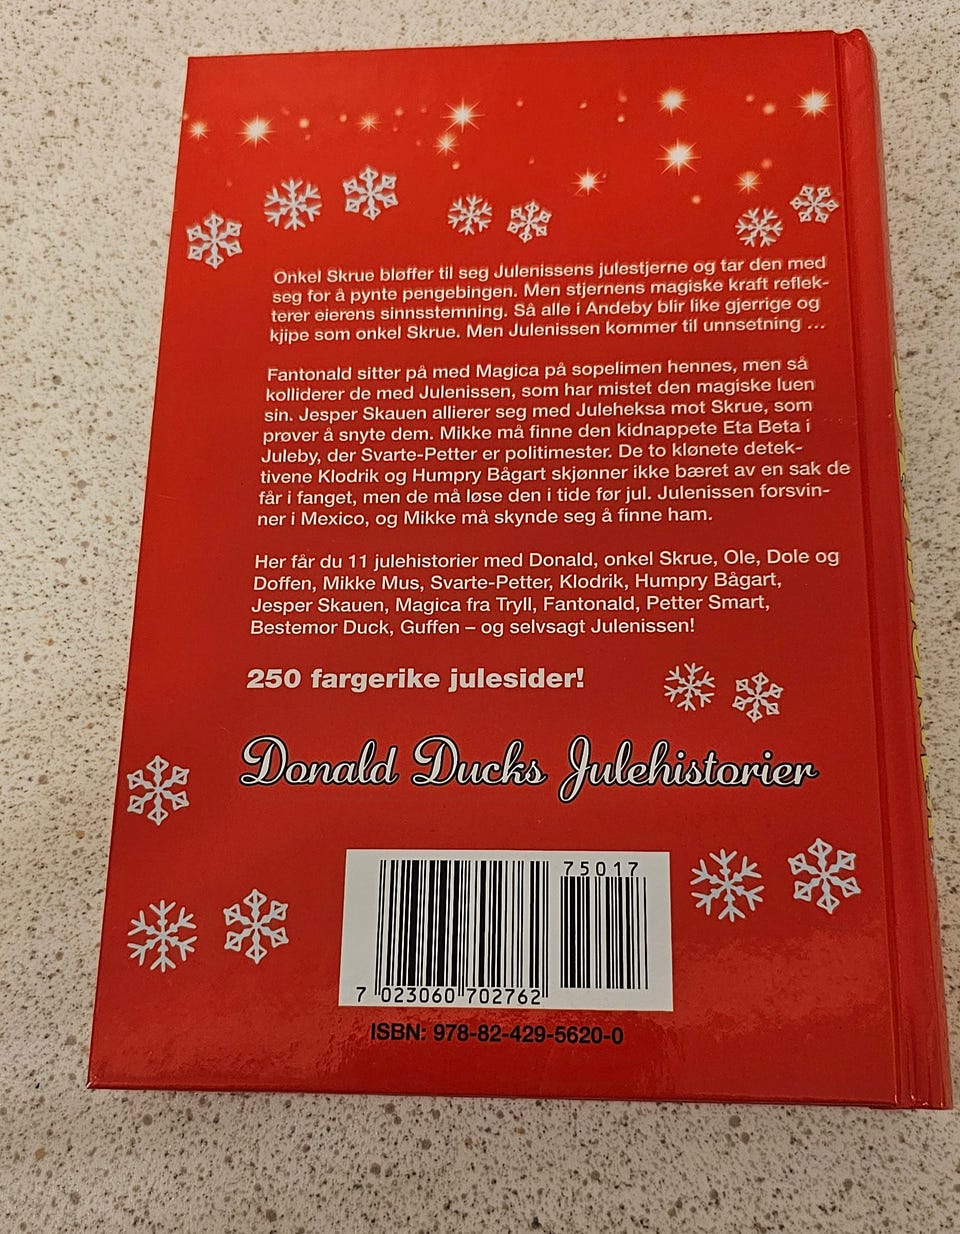 Onkel Skrue bløffer til seg Julenissens julestjerne og tar den med
seg for å pynte pengebingen. Men stjernens magiske kraft reflek-
terer eierens sinnsstemning. Så alle i Andeby blir like gjerrige og
kjipe som onkel Skrue. Men Julenissen kommer til unnsetning ...
Fantonald sitter på med Magica på sopelimen hennes, men så
kolliderer de med Julenissen, som har mistet den magiske luen
sin. Jesper Skauen allierer seg med Juleheksa mot Skrue, som
prøver å snyte dem. Mikke må finne den kidnappete Eta Beta i
Juleby, der Svarte-Petter er politimester. De to klønete detek-
tivene Klodrik og Humpry Bågart skjønner ikke bæret av en sak de
får i fanget, men de må løse den i tide før jul. Julenissen forsvin-
ner i Mexico, og Mikke må skynde seg å finne ham.
Her får du 11 julehistorier med Donald, onkel Skrue, Ole, Dole og
Doffen, Mikke Mus, Svarte-Petter, Klodrik, Humpry Bågart,
Jesper Skauen, Magica fra Tryll, Fantonald, Petter Smart,
Bestemor Duck, Guffen – og selvsagt Julenissen!
250 fargerike julesider!
Donald Ducks Julehistorier
75017
7 023060 702762
ISBN: 978-82-429-5620-0